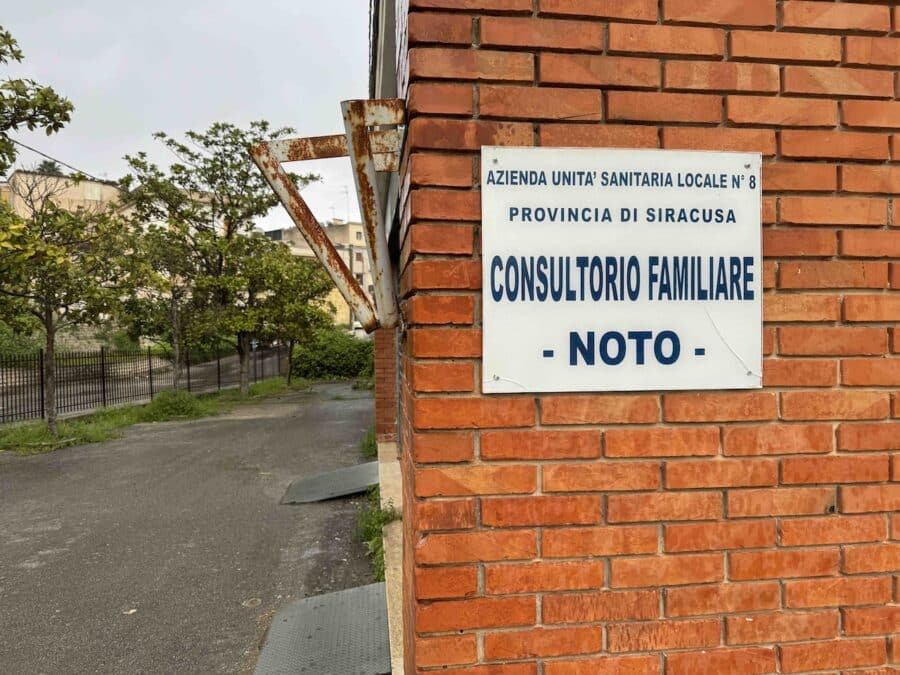 AZIENDA UNITA' SANITARIA LOCALE N° 8
PROVINCIA DI SIRACUSA
CONSULTORIO FAMILIARE
- NOTO -